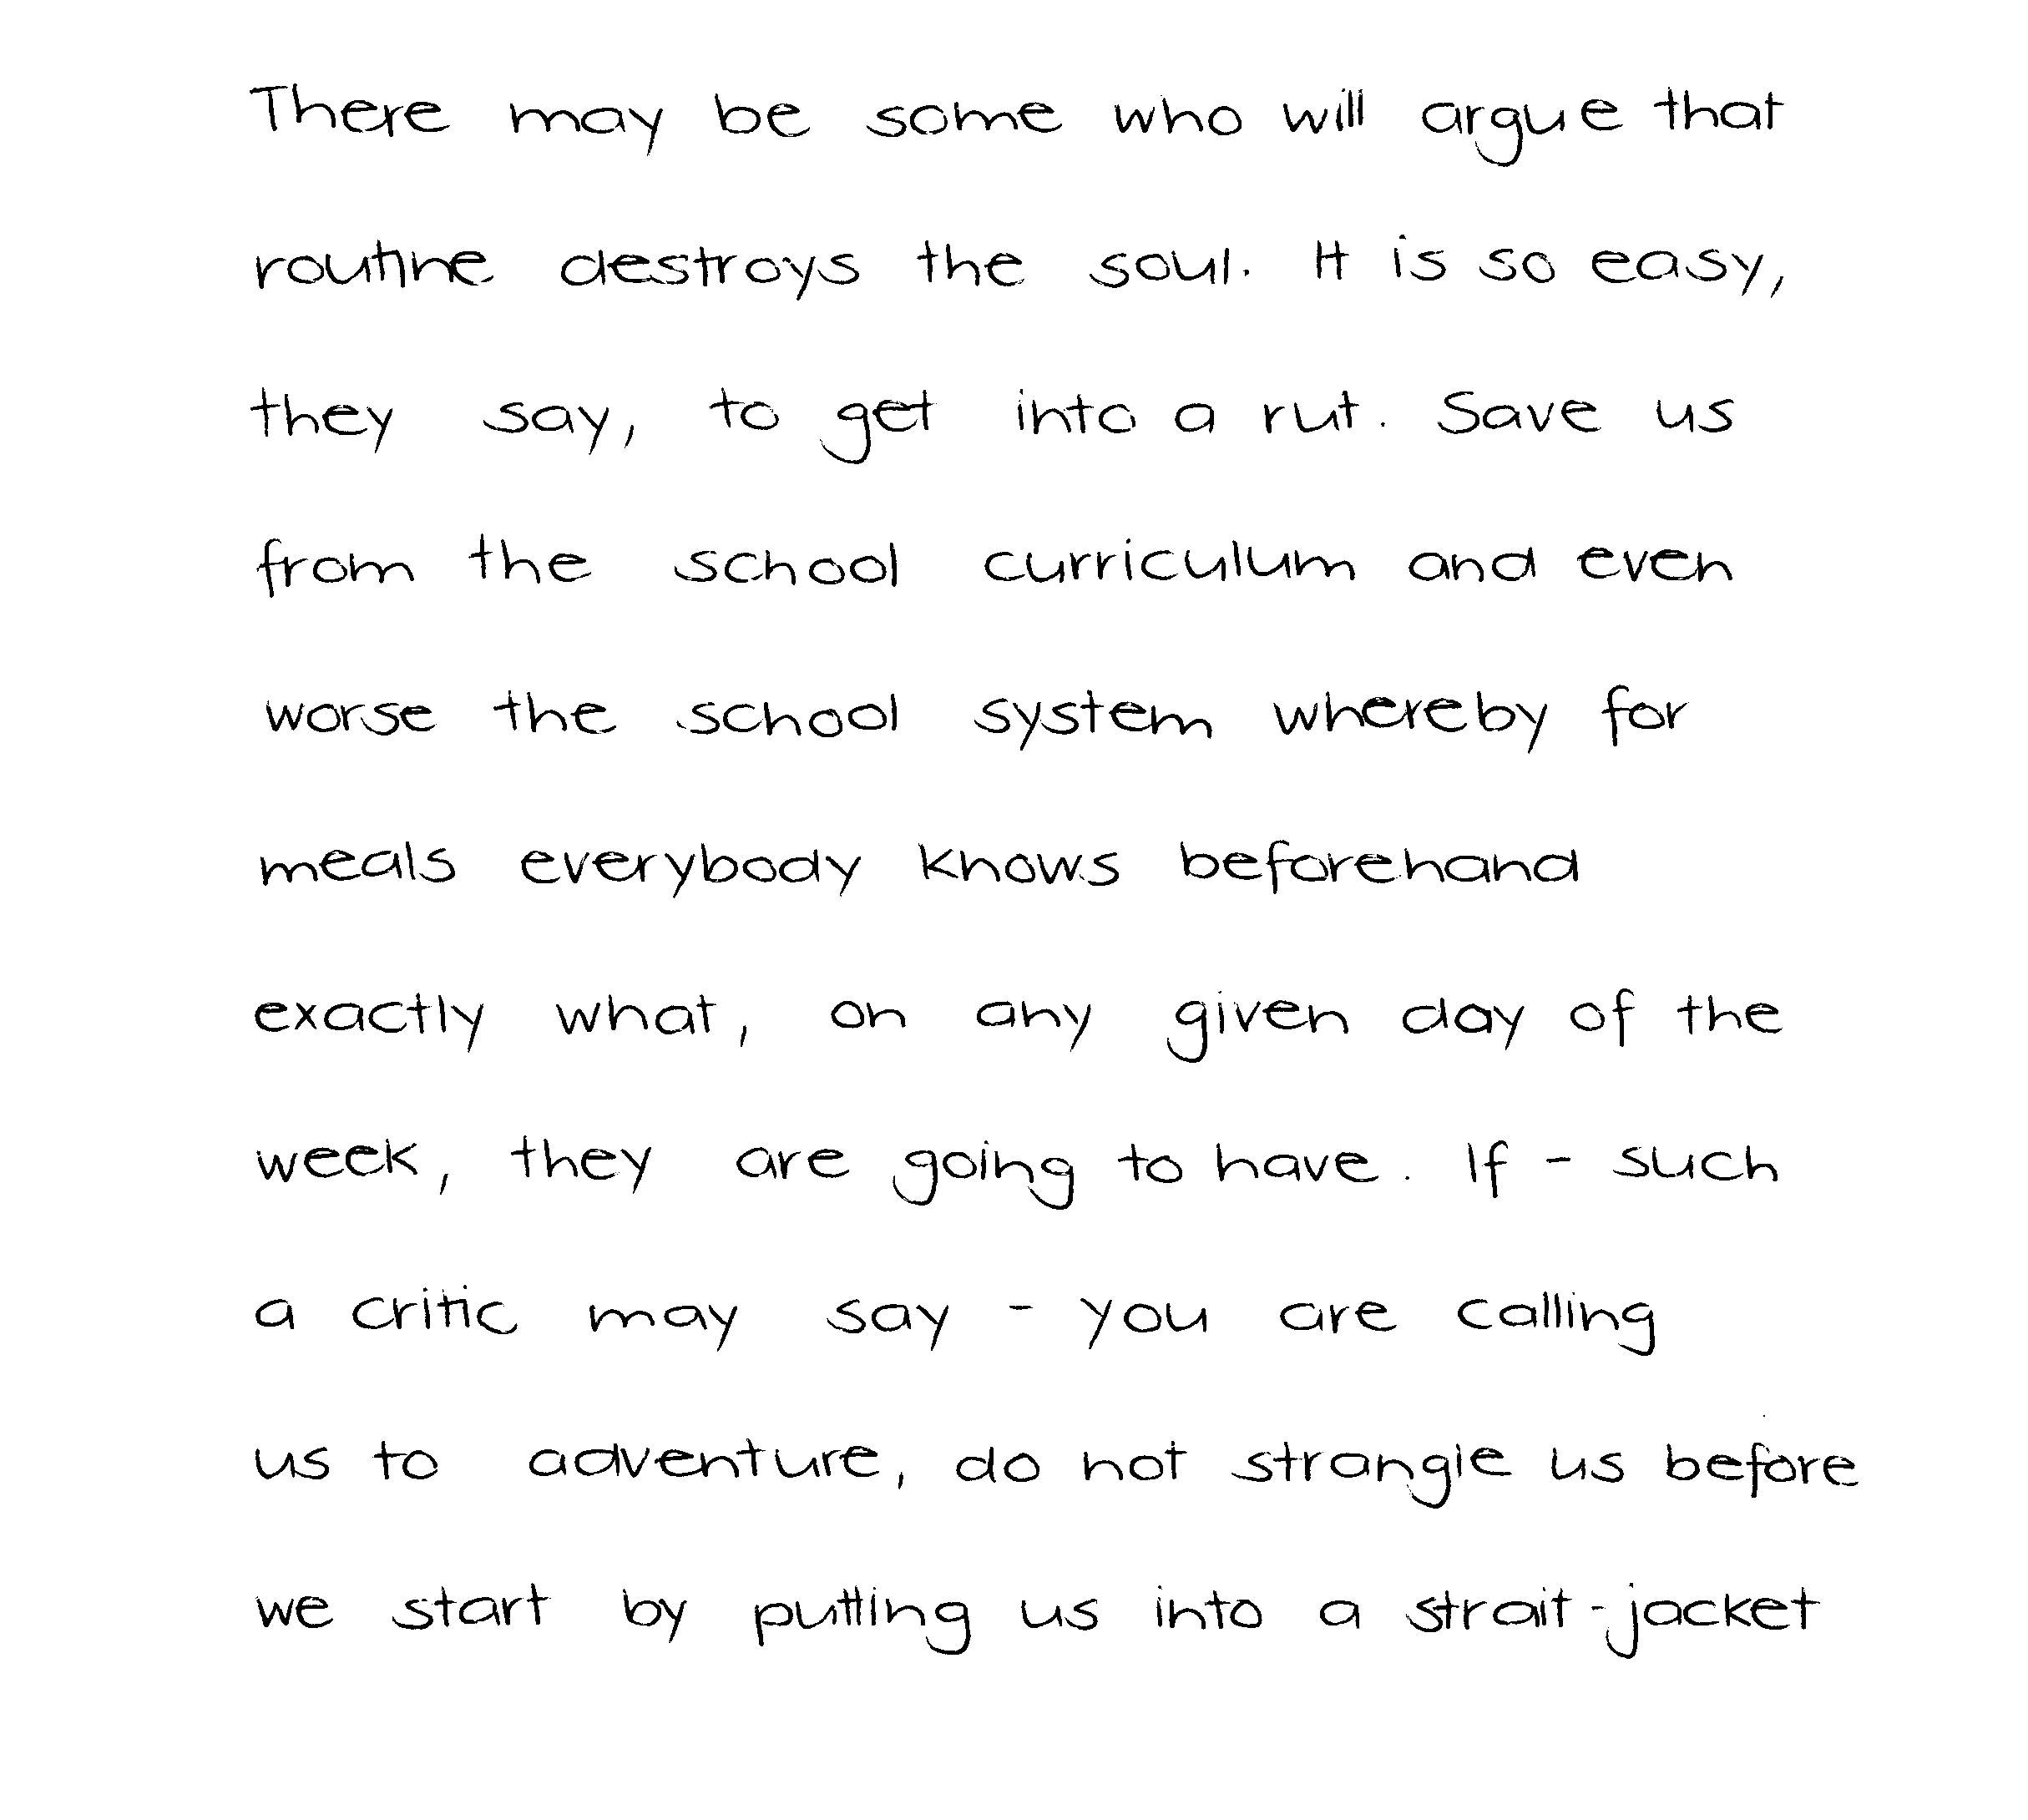 There may be some who will argue that
routine destroys the soul. It is so easy,
they say, to get into a rut. Save us
from the school curriculum and even
worse the school system whereby for
meals everybody knows beforehand
exactly what, on any given day of the
week, they are going to have. If - such
a critic may say - you are calling
us to adventure, do not strangle us before
we start by putting us into a strait-jacket